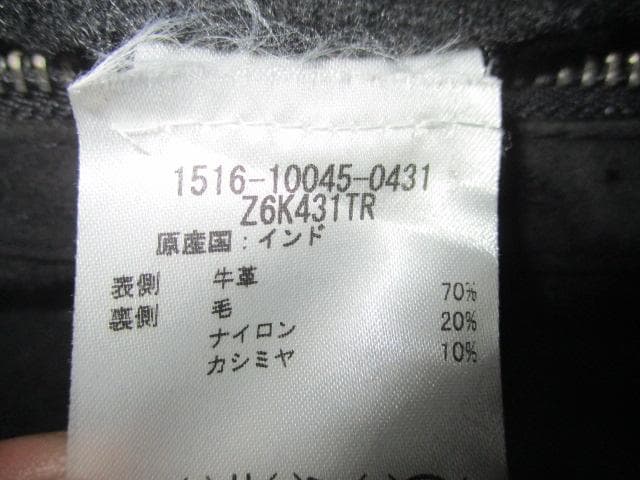 1516-10045-0431
Z6K431TR
原産国:インド
表側 牛革
裏側 毛 70%
ナイロン 20%
カシミヤ 10%